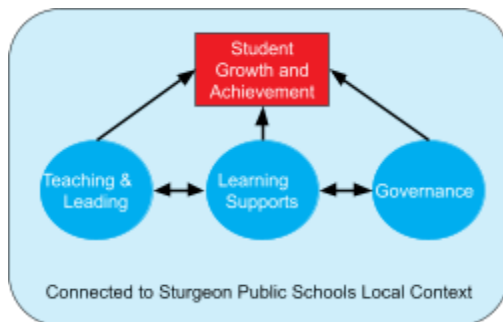 Student
Growth and
Achievement
Teaching &
Leading
Learning
Supports
Governance
Connected to Sturgeon Public Schools Local Context